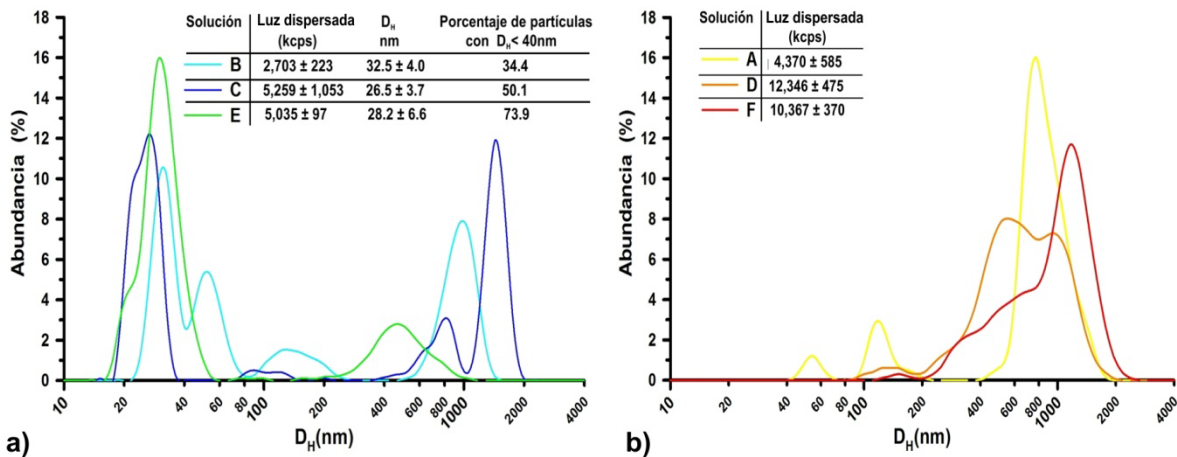 Solución Luz dispersada (kcps) D_H nm Porcentaje de partículas con D_H< 40nm
B 2,703 ± 223 32.5 ± 4.0 34.4
C 5,259 ± 1,053 26.5 ± 3.7 50.1
E 5,035 ± 97 28.2 ± 6.6 73.9
Abundancia (%)
18
16
14
12
10
8
6
4
2
0
10 20 40 60 80 100 200 400 600 800 1000 2000 4000
D_H(nm)
a)
Solución Luz dispersada (kcps)
A 4,370 ± 585
D 12,346 ± 475
F 10,367 ± 370
Abundancia (%)
18
16
14
12
10
8
6
4
2
0
10 20 40 60 80 100 200 400 600 800 1000 2000 4000
D_H(nm)
b)